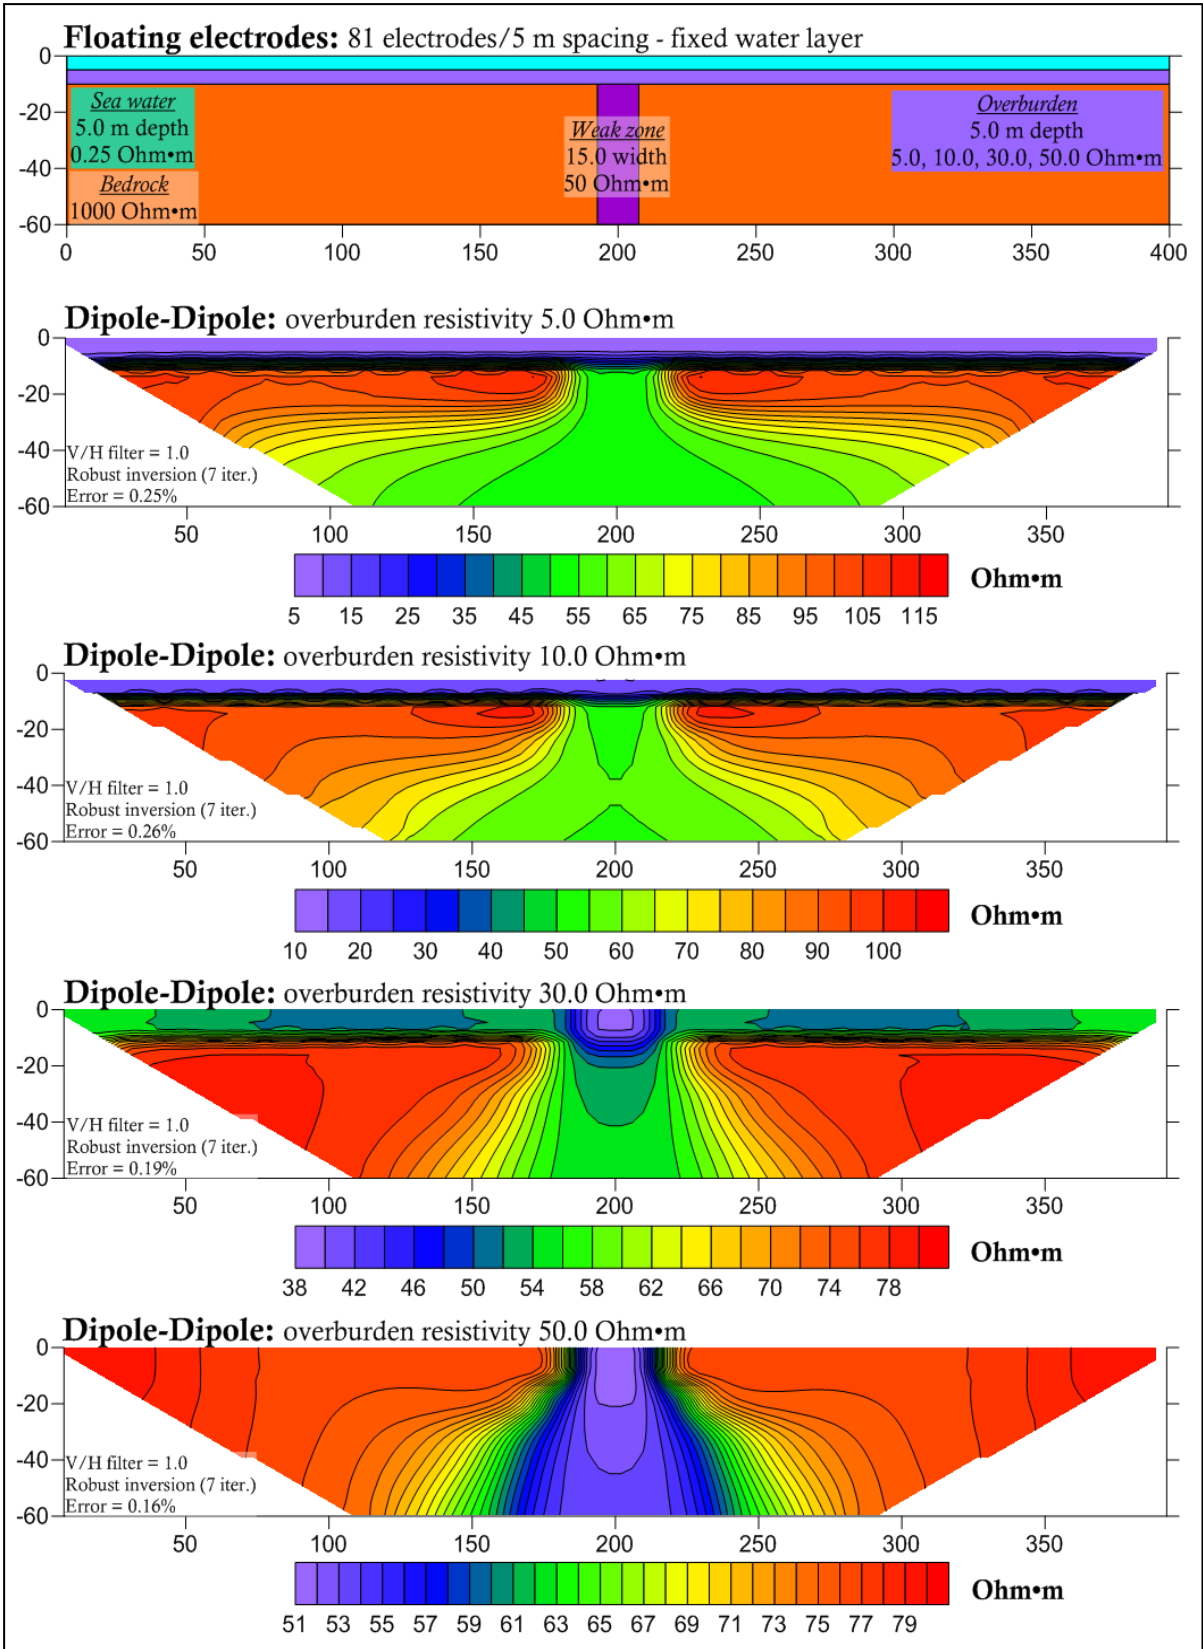 Floating electrodes: 81 electrodes/5 m spacing - fixed water layer
0
-20
-40
-60
Sea water
5.0 m depth
0.25 Ohm•m
Bedrock
1000 Ohm•m
Weak zone
15.0 width
50 Ohm•m
Overburden
5.0 m depth
5.0, 10.0, 30.0, 50.0 Ohm•m
0 50 100 150 200 250 300 350 400
Dipole-Dipole: overburden resistivity 5.0 Ohm•m
0
-20
-40
-60
V/H filter = 1.0
Robust inversion (7 iter.)
Error = 0.25%
50 100 150 200 250 300 350
5 15 25 35 45 55 65 75 85 95 105 115
Ohm•m
Dipole-Dipole: overburden resistivity 10.0 Ohm•m
0
-20
-40
-60
V/H filter = 1.0
Robust inversion (7 iter.)
Error = 0.26%
50 100 150 200 250 300 350
10 20 30 40 50 60 70 80 90 100
Ohm•m
Dipole-Dipole: overburden resistivity 30.0 Ohm•m
0
-20
-40
-60
V/H filter = 1.0
Robust inversion (7 iter.)
Error = 0.19%
50 100 150 200 250 300 350
38 42 46 50 54 58 62 66 70 74 78
Ohm•m
Dipole-Dipole: overburden resistivity 50.0 Ohm•m
0
-20
-40
-60
V/H filter = 1.0
Robust inversion (7 iter.)
Error = 0.16%
50 100 150 200 250 300 350
51 53 55 57 59 61 63 65 67 69 71 73 75 77 79
Ohm•m